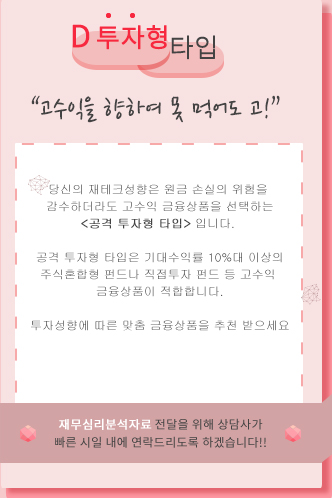 D 투자형
타입
“고수익을 향하여 못 먹어도 고!”
당신의 재테크성향은 원금 손실의 위험을
감수하더라도 고수익 금융상품을 선택하는
<공격 투자형 타입> 입니다.
공격 투자형 타입은 기대수익률 10%대 이상의
주식혼합형 펀드나 직접투자 펀드 등 고수익
금융상품이 적합합니다.
투자성향에 따른 맞춤 금융상품을 추천 받으세요
재무심리분석자료 전달을 위해 상담사가
빠른 시일 내에 연락드리도록 하겠습니다!!